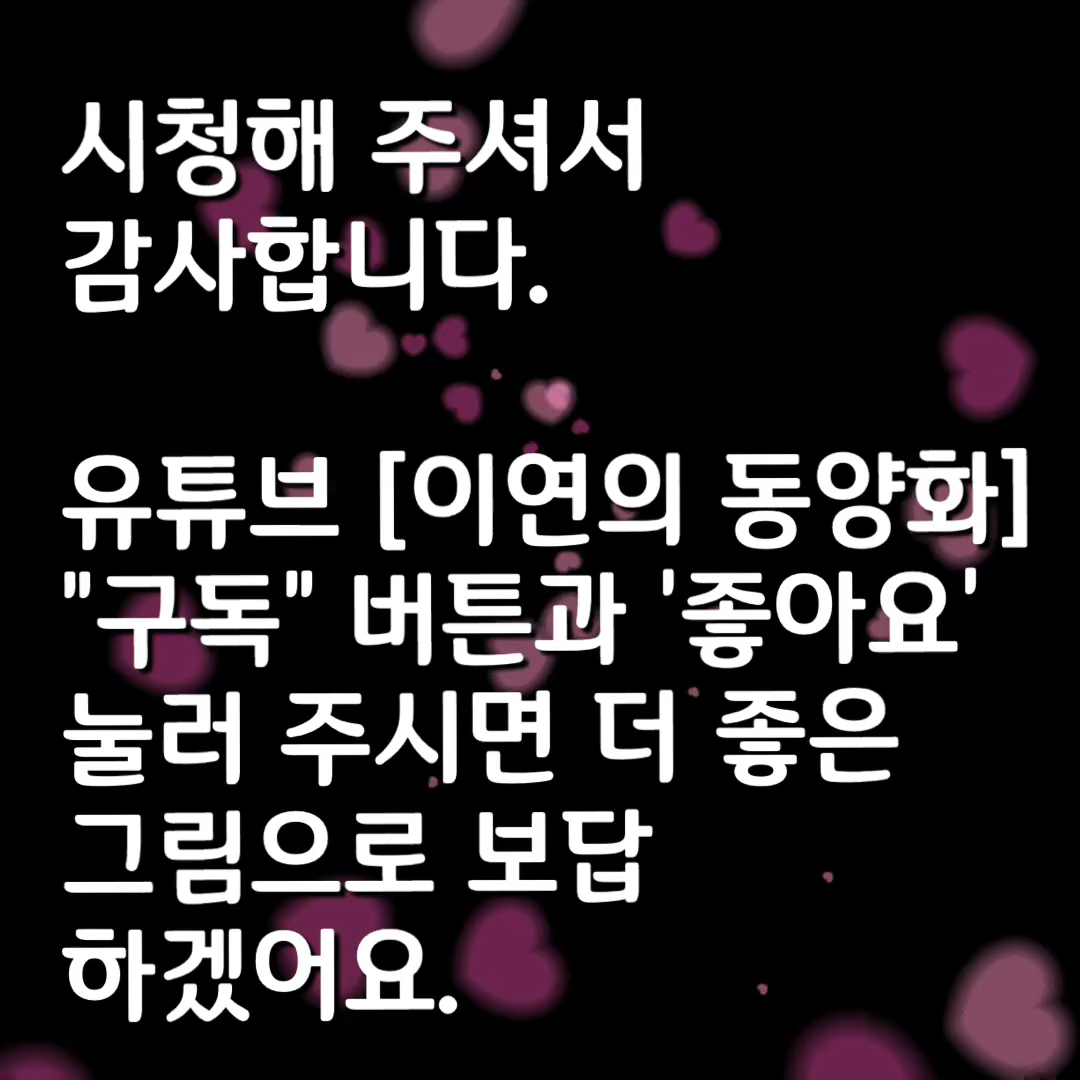 시청해 주셔서
감사합니다.
유튜브 [이연의 동양화]
"구독" 버튼과 '좋아요'
눌러 주시면 더 좋은
그림으로 보답
하겠어요.